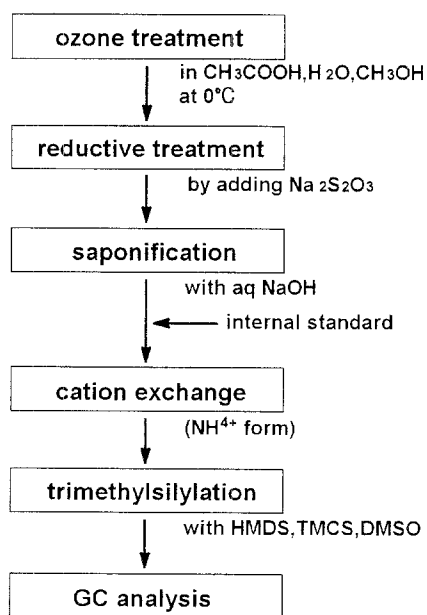 ozone treatment
in CH3COOH,H2O,CH3OH
at 0°C
reductive treatment
by adding Na2S2O3
saponification
with aq NaOH
internal standard
cation exchange
(NH4+ form)
trimethylsilylation
with HMDS,TMCS,DMSO
GC analysis